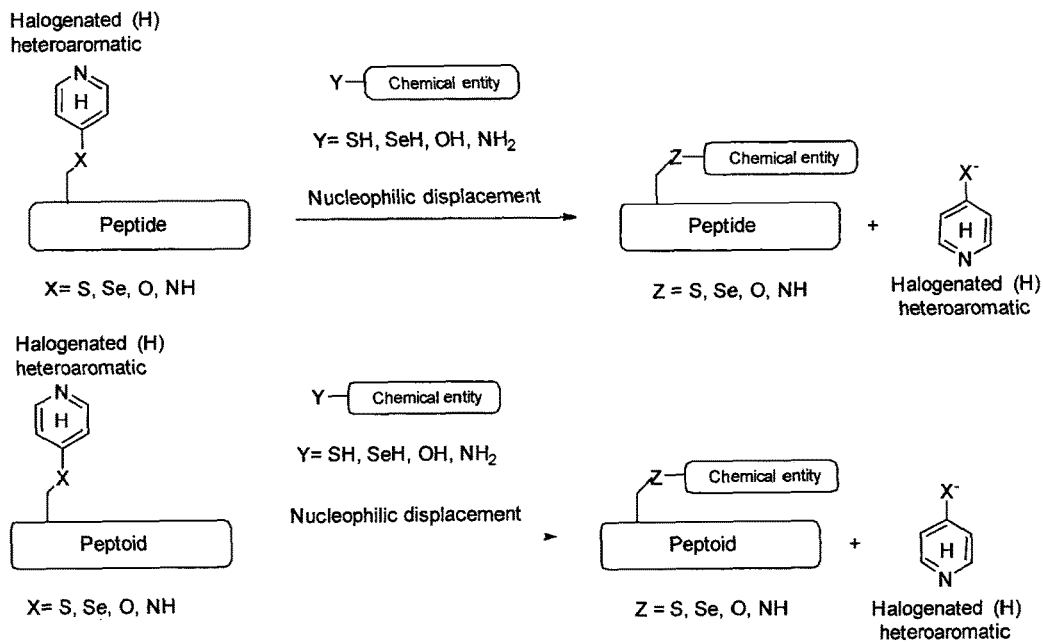 Halogenated (H)
heteroaromatic
N
H
X
Peptide
X= S, Se, O, NH
Y
Chemical entity
Y= SH, SeH, OH, NH₂
Nucleophilic displacement
Z
Chemical entity
Peptide
Z = S, Se, O, NH
+
X⁻
H
N
Halogenated (H)
heteroaromatic
Halogenated (H)
heteroaromatic
N
H
X
Peptoid
X= S, Se, O, NH
Y
Chemical entity
Y= SH, SeH, OH, NH₂
Nucleophilic displacement
Z
Chemical entity
Peptoid
Z = S, Se, O, NH
+
X⁻
H
N
Halogenated (H)
heteroaromatic